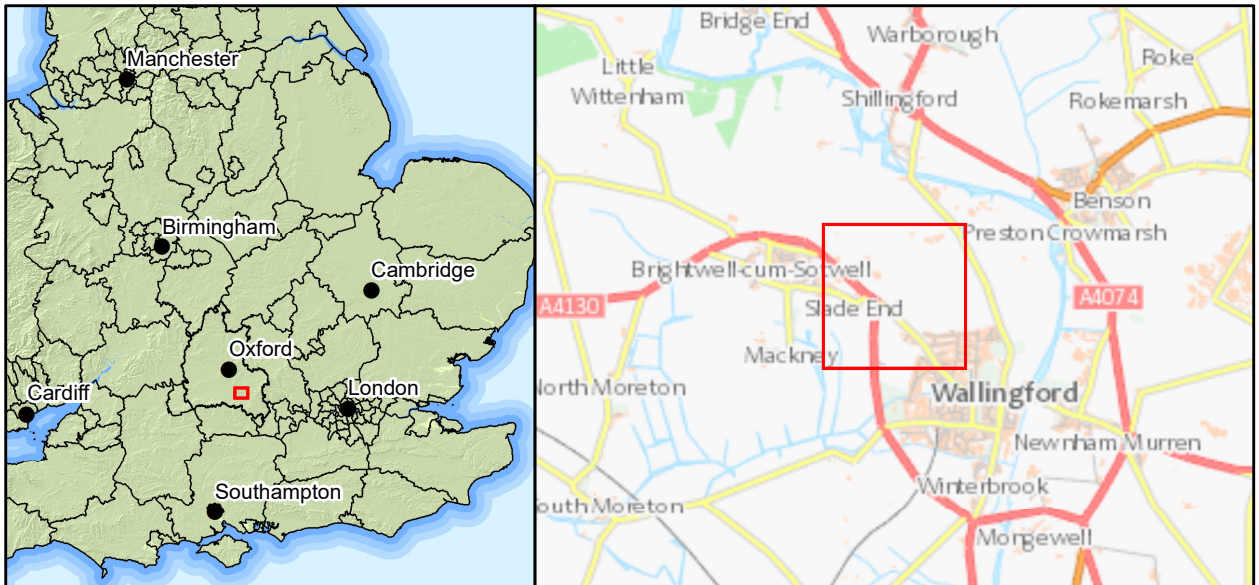 Manchester
Birmingham
Cambridge
Oxford
London
Cardiff
Southampton
Bridge End
Warborough
Little
Wittenham
Roke
Shillingford
Rokemarsh
Benson
Preston Crowmarsh
Brightwell-cum-Sotwell
A4130
Slade End
A4074
Mackney
North Moreton
Wallingford
Newnham Murren
Winterbrook
outh Moreton
Mongewell